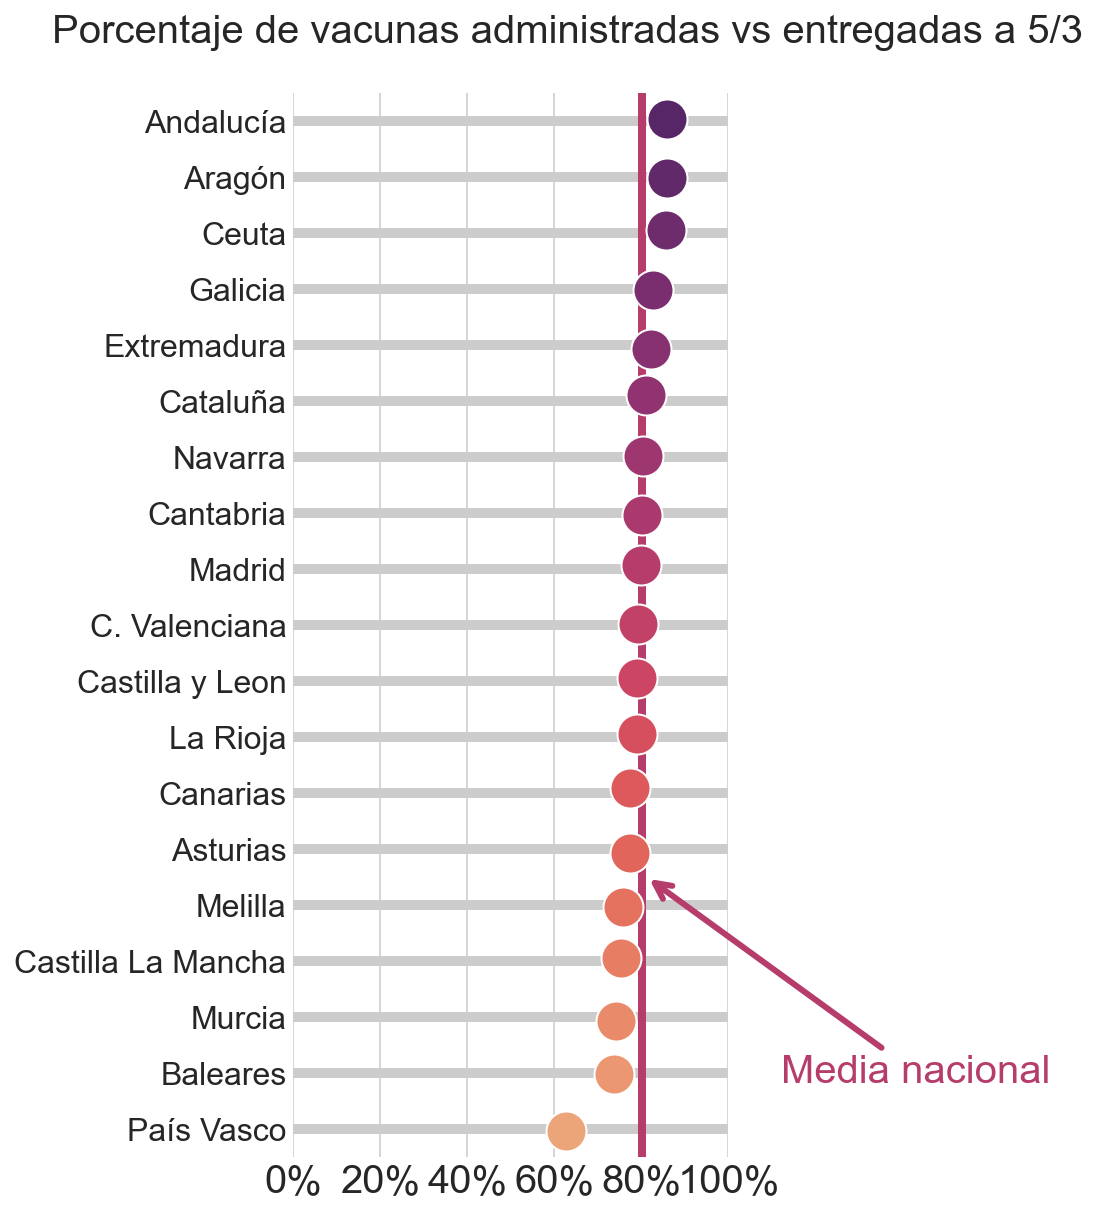 Porcentaje de vacunas administradas vs entregadas a 5/3
Andalucía
Aragón
Ceuta
Galicia
Extremadura
Cataluña
Navarra
Cantabria
Madrid
C. Valenciana
Castilla y Leon
La Rioja
Canarias
Asturias
Melilla
Castilla La Mancha
Murcia
Baleares
País Vasco
Media nacional
0% 20% 40% 60% 80% 100%